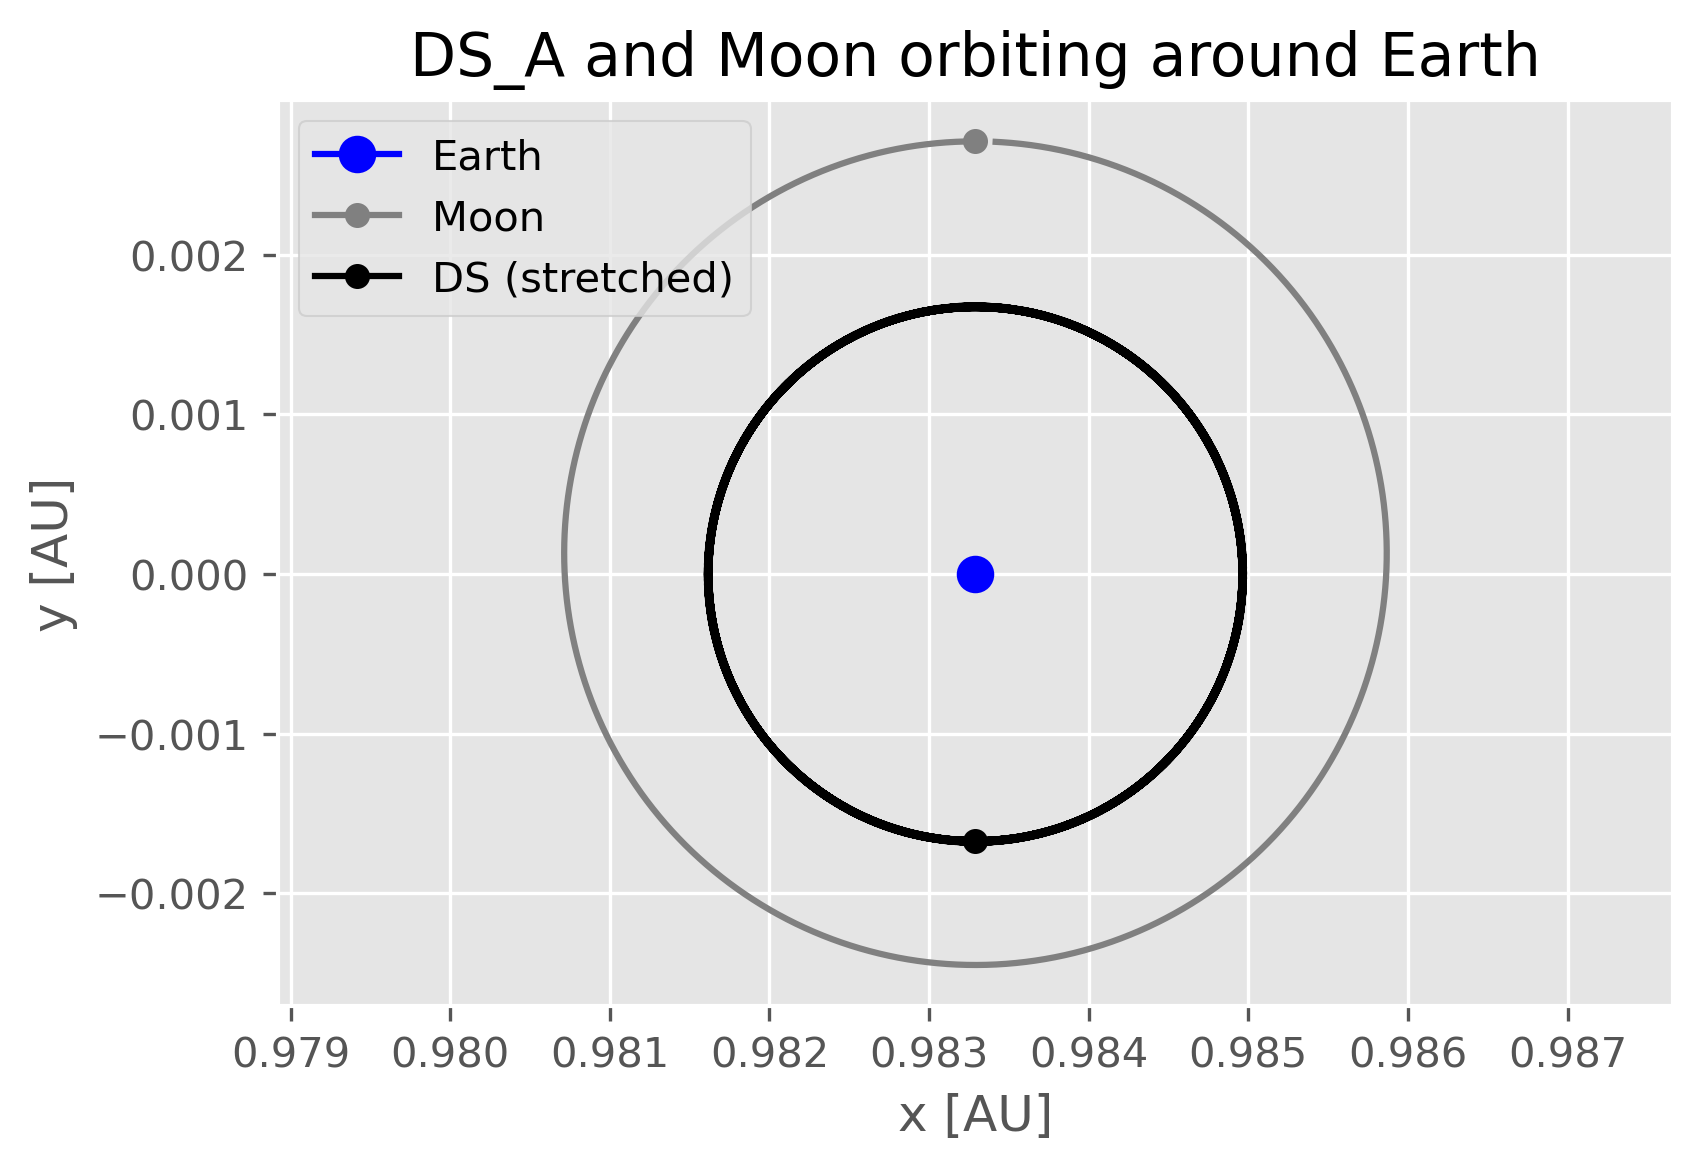 DS_A and Moon orbiting around Earth
Earth
Moon
DS (stretched)
0.002
0.001
0.000
−0.001
−0.002
y [AU]
0.979 0.980 0.981 0.982 0.983 0.984 0.985 0.986 0.987
x [AU]